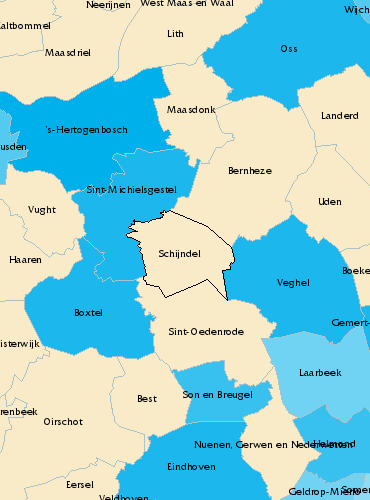 West Maas en Waal
Neerijnen
Wijch
altbommel
Lith
Maasdriel
Oss
Maasdonk
Landerd
's-Hertogenbosch
usden
Bernheze
Sint-Michielsgestel
Uden
Vught
Schijndel
Haaren
Boeke
Veghel
Boxtel
Gemert-
Sint-Oedenrode
isterwijk
Laarbeek
Son en Breugel
Best
renbeek
Oirschot
Nuenen, Gerwen en Nederwetten
Helmond
Eindhoven
Eersel
Geldrop-Mierlo
Somer
Veldhoven